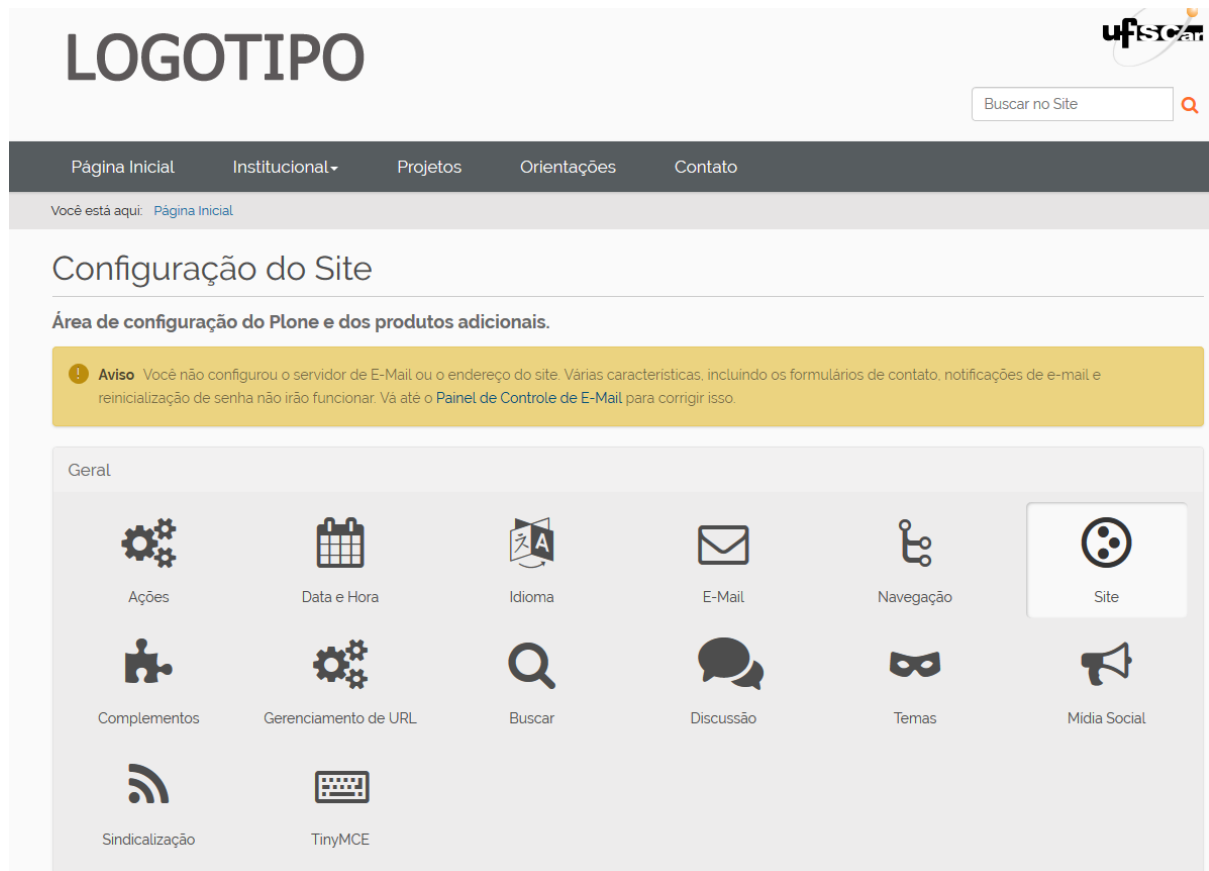 LOGOTIPO
ufscar
Buscar no Site
Página Inicial Institucional Projetos Orientações Contato
Você está aqui: Página Inicial
Configuração do Site
Área de configuração do Plone e dos produtos adicionais.
Aviso Você não configurou o servidor de E-Mail ou o endereço do site. Várias características, incluindo os formulários de contato, notificações de e-mail e
reinicialização de senha não irão funcionar. Vá até o Painel de Controle de E-Mail para corrigir isso.
Geral
Ações Data e Hora Idioma E-Mail Navegação Site
Complementos Gerenciamento de URL Buscar Discussão Temas Mídia Social
Sindicalização TinyMCE